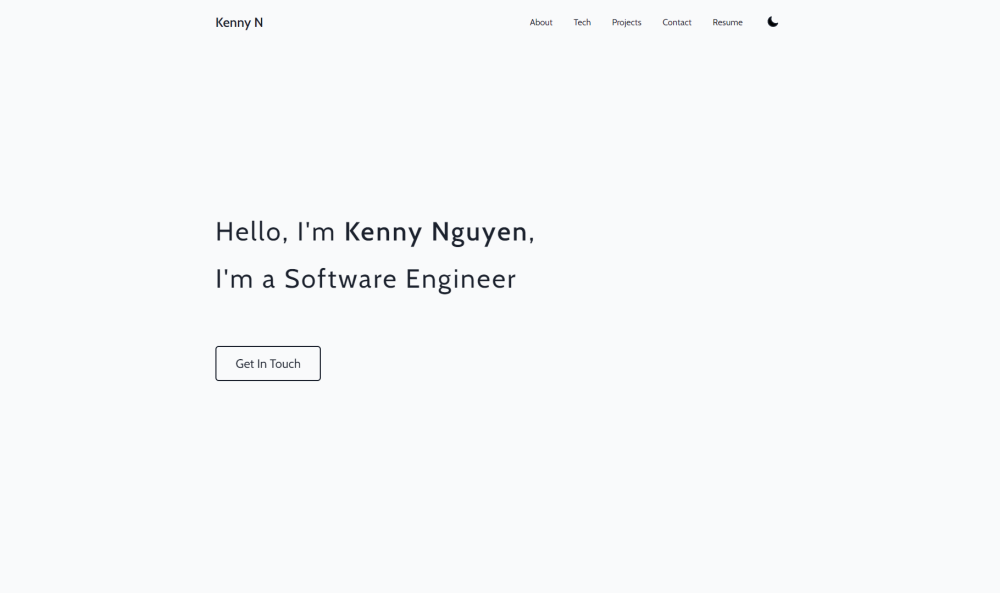 Kenny N
About Tech Projects Contact Resume
Hello, I'm Kenny Nguyen,
I'm a Software Engineer
Get In Touch